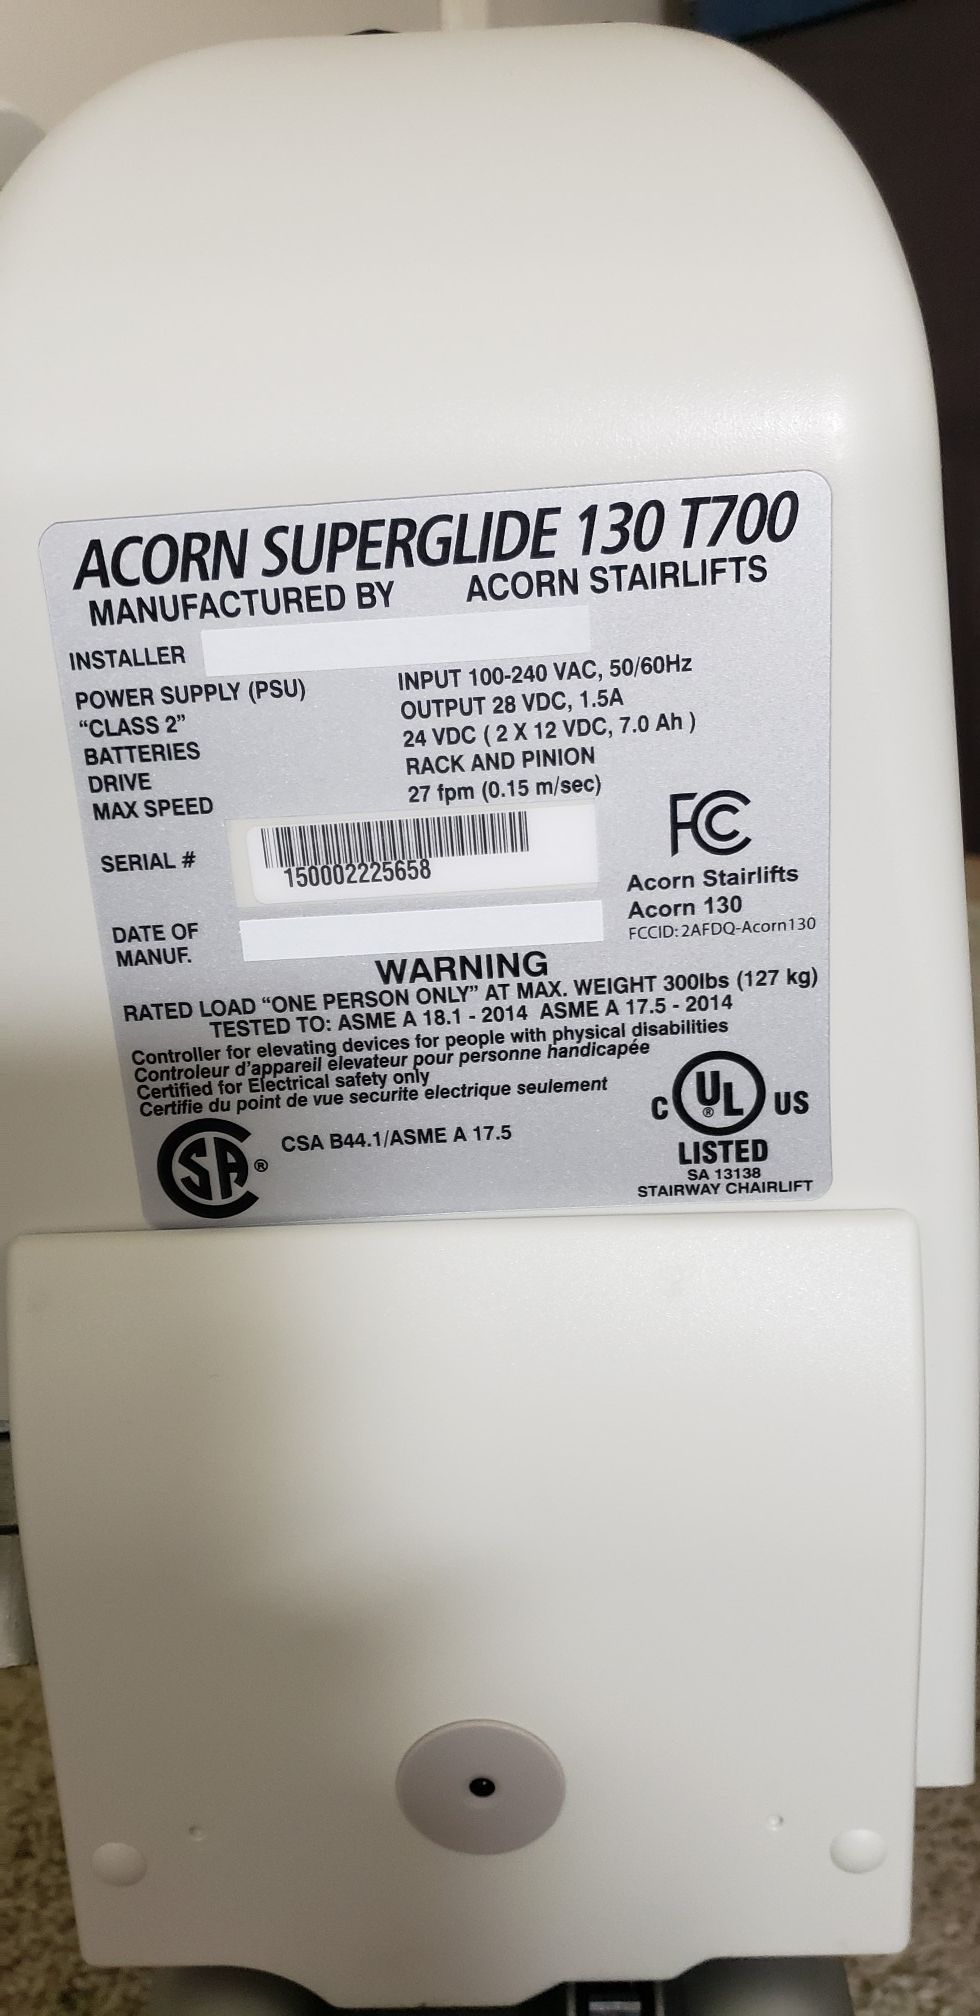 ACORN SUPERGLIDE 130 T700
MANUFACTURED BY ACORN STAIRLIFTS
INSTALLER
POWER SUPPLY (PSU) INPUT 100-240 VAC, 50/60Hz
"CLASS 2" OUTPUT 28 VDC, 1.5A
BATTERIES 24 VDC ( 2 X 12 VDC, 7.0 Ah )
DRIVE RACK AND PINION
MAX SPEED 27 fpm (0.15 m/sec)
SERIAL # 150002225658
FC
Acorn Stairlifts
Acorn 130
FCCID: 2AFDQ-Acorn130
DATE OF
MANUF.
WARNING
RATED LOAD "ONE PERSON ONLY" AT MAX. WEIGHT 300lbs (127 kg)
TESTED TO: ASME A 18.1 - 2014 ASME A 17.5 - 2014
Controller for elevating devices for people with physical disabilities
Controleur d'appareil elevateur pour personne handicapée
Certified for Electrical safety only
Certifie du point de vue securite electrique seulement
SA ® CSA B44.1/ASME A 17.5
C UL ® US
LISTED
SA 13138
STAIRWAY CHAIRLIFT